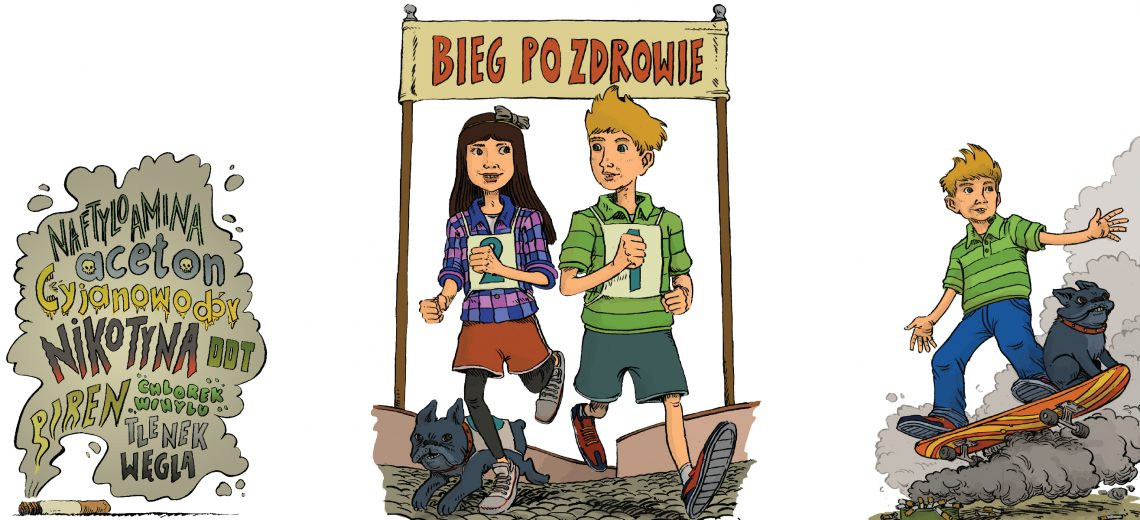 BIEG PO ZDROWIE
2
1
NAFTYLOAMINA
aceton
Cyjanowodór
NIKOTYNA
DDT
PIREN
CHLOREK
WINYLU
TLENEK
WĘGLA